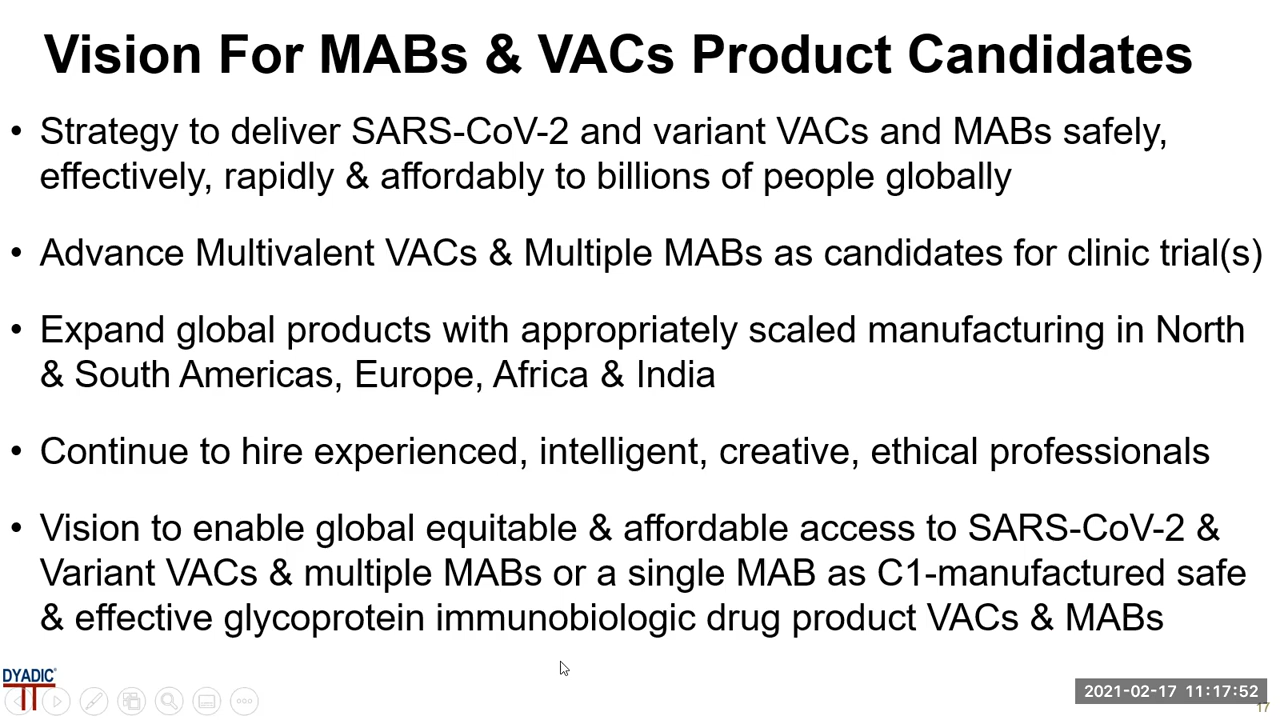 Vision For MABs & VACs Product Candidates
• Strategy to deliver SARS-CoV-2 and variant VACs and MABs safely,
effectively, rapidly & affordably to billions of people globally
• Advance Multivalent VACs & Multiple MABs as candidates for clinic trial(s)
• Expand global products with appropriately scaled manufacturing in North
& South Americas, Europe, Africa & India
• Continue to hire experienced, intelligent, creative, ethical professionals
• Vision to enable global equitable & affordable access to SARS-CoV-2 &
Variant VACs & multiple MABs or a single MAB as C1-manufactured safe
& effective glycoprotein immunobiologic drug product VACs & MABs
DYADIC
2021-02-17 11:17:52
17